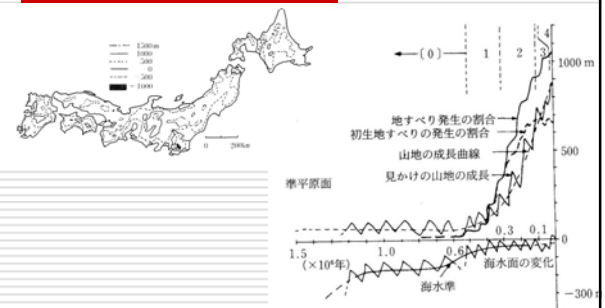 1500m
1000
500
0
-500
-1000
0 200km
←〔0〕
1
2
3
4
1000 m
地すべり発生の割合
初生地すべりの発生の割合
山地の成長曲線
見かけの山地の成長
500
準平原面
0.3 0.1
0
1.5 1.0 0.6
(×10⁶年)
海水面の変化
海水準
-300 m